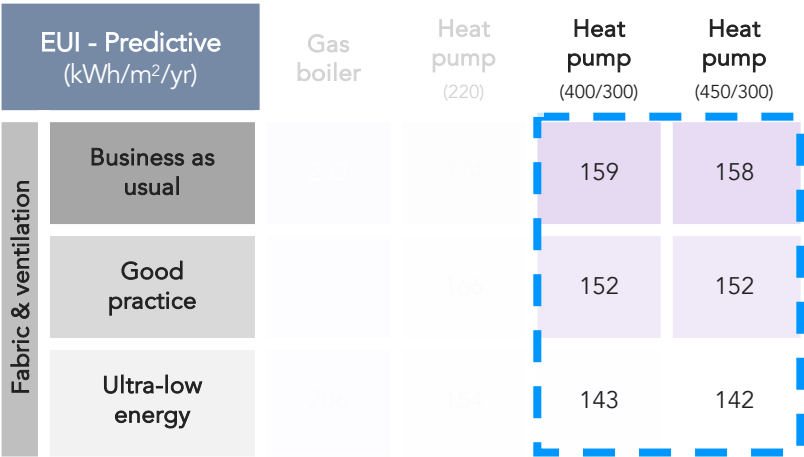 EUI - Predictive
(kWh/m²/yr)
Gas
boiler
Heat
pump
(220)
Heat
pump
(400/300)
Heat
pump
(450/300)
Fabric & ventilation
Business as
usual
159
158
Good
practice
152
152
Ultra-low
energy
154
143
142